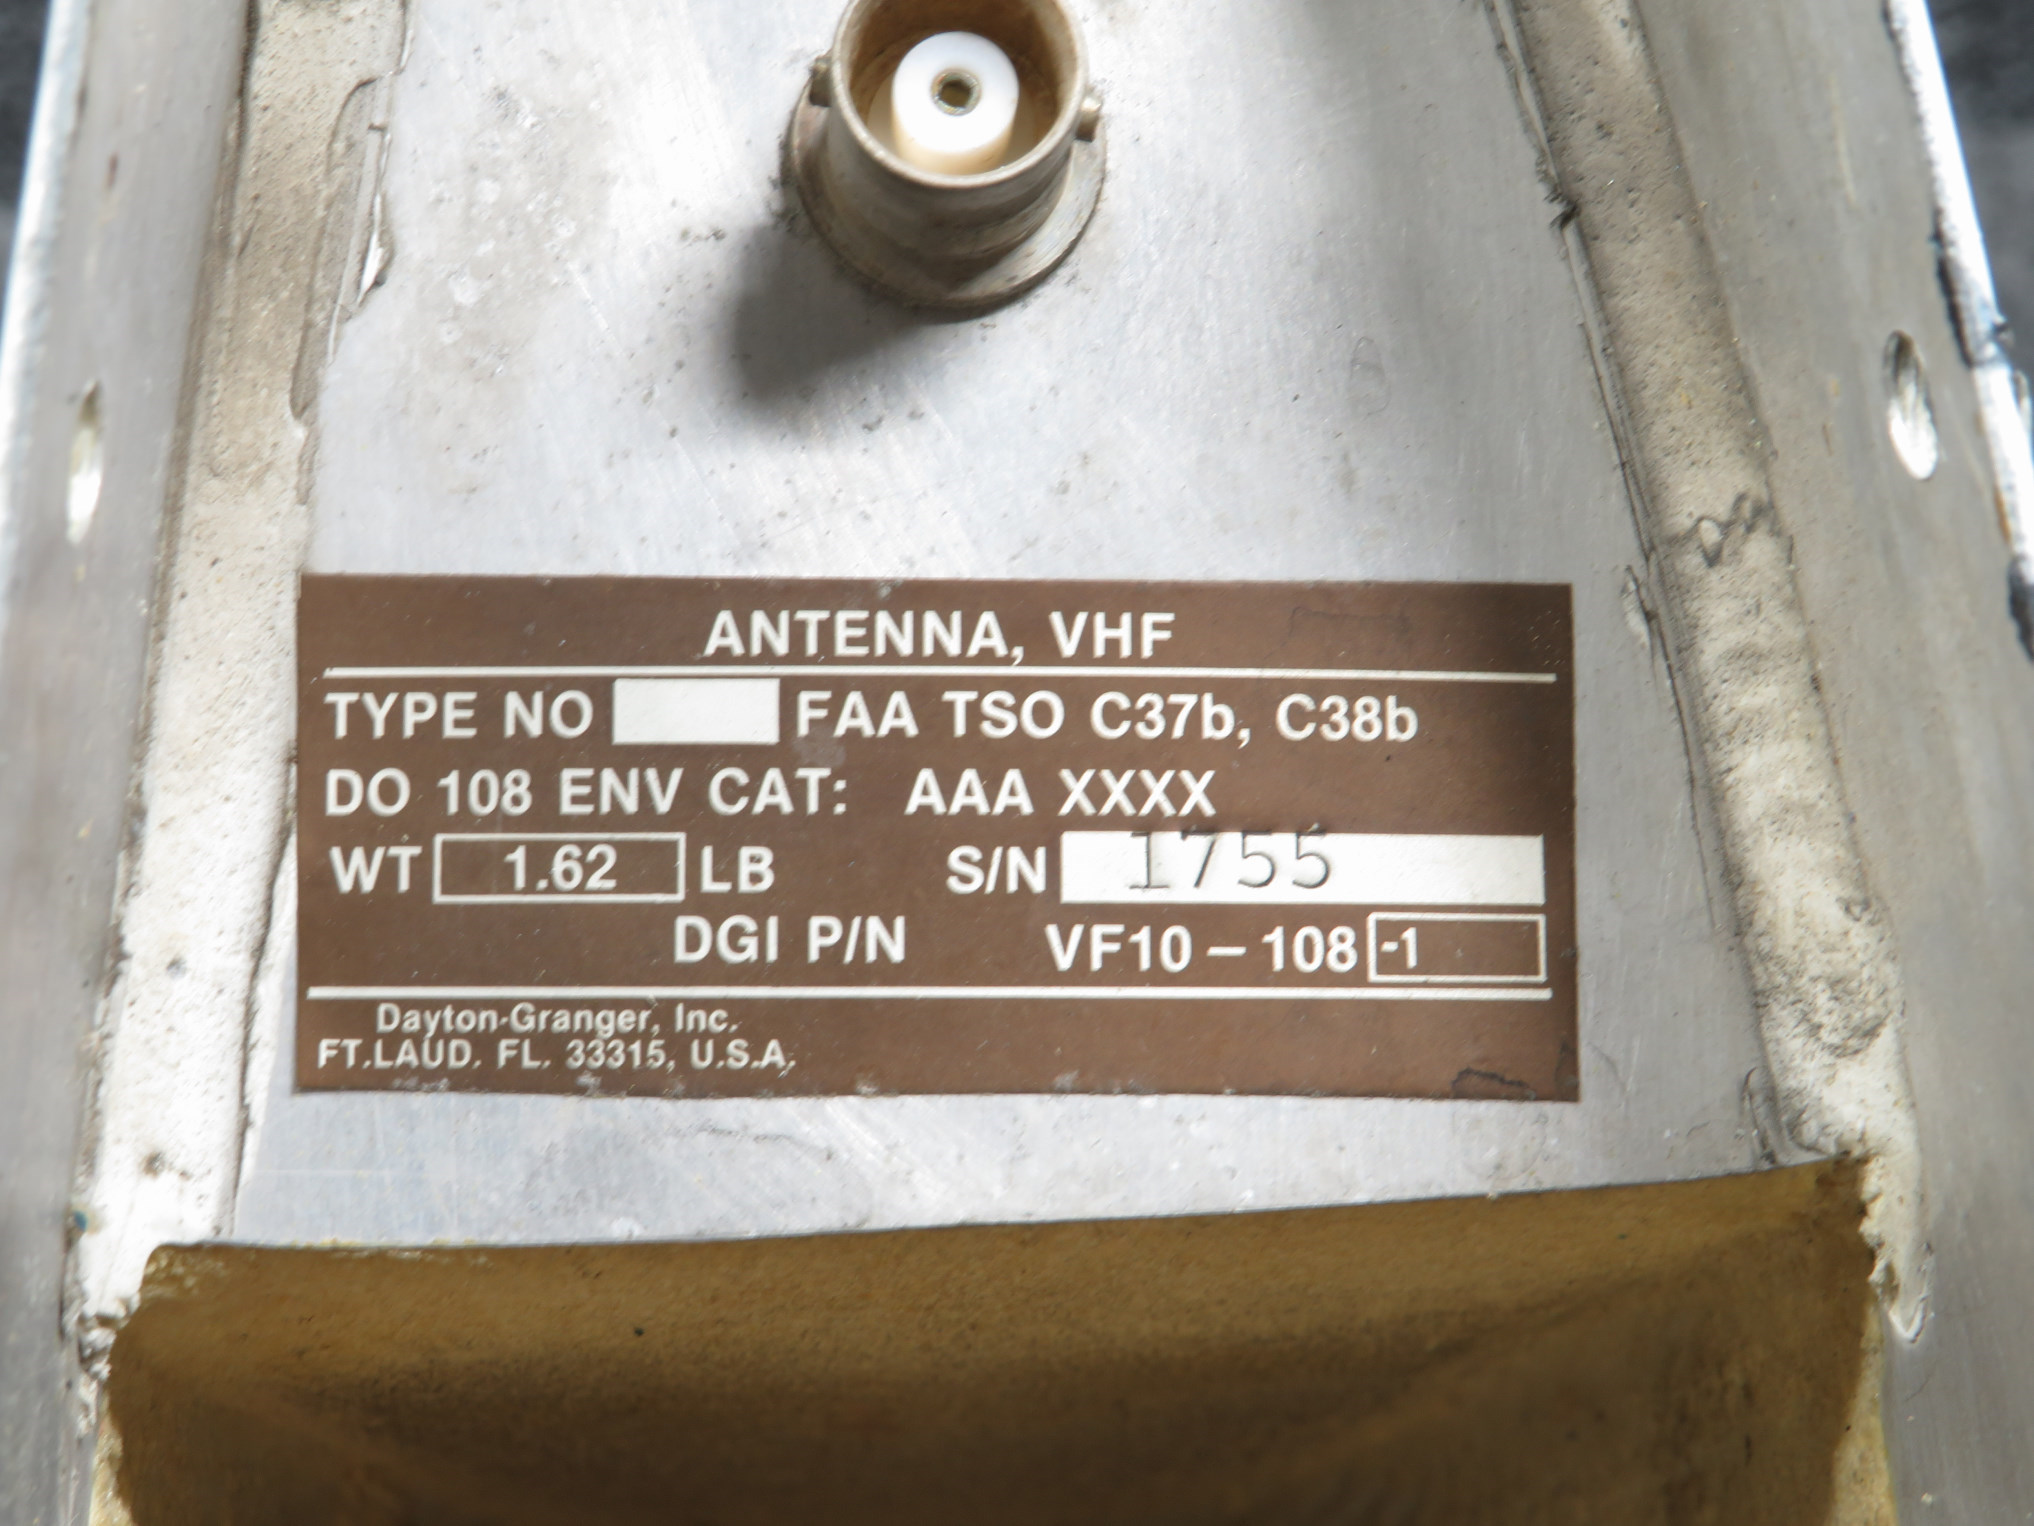 ANTENNA, VHF
TYPE NO FAA TSO C37b, C38b
DO 108 ENV CAT: AAA XXXX
WT 1.62 LB S/N 1755
DGI P/N VF10-108 -1
Dayton-Granger, Inc.
FT.LAUD. FL. 33315, U.S.A.